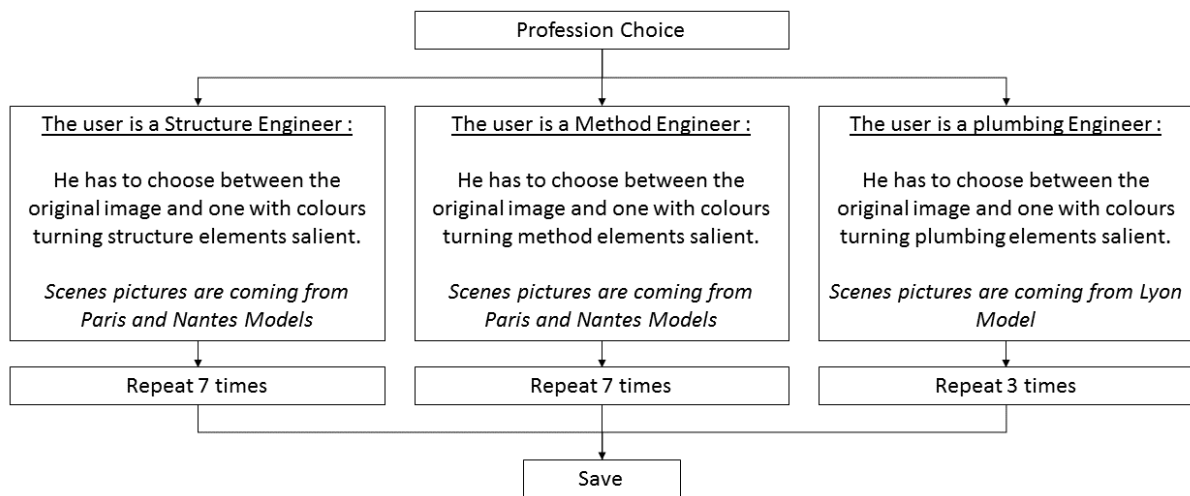 Profession Choice
The user is a Structure Engineer :
He has to choose between the
original image and one with colours
turning structure elements salient.
Scenes pictures are coming from
Paris and Nantes Models
Repeat 7 times
The user is a Method Engineer :
He has to choose between the
original image and one with colours
turning method elements salient.
Scenes pictures are coming from
Paris and Nantes Models
Repeat 7 times
The user is a plumbing Engineer :
He has to choose between the
original image and one with colours
turning plumbing elements salient.
Scenes pictures are coming from Lyon
Model
Repeat 3 times
Save